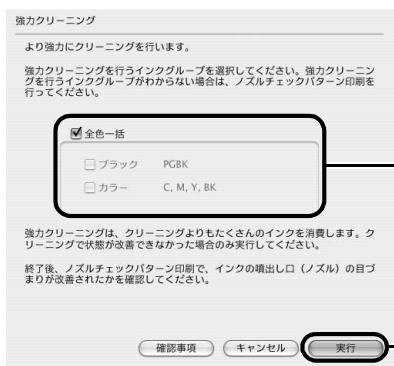 強力クリーニング
より強力にクリーニングを行います。
強力クリーニングを行うインクグループを選択してください。強力クリーニン
グを行うインクグループがわからない場合は、ノズルチェックパターン印刷を
行ってください。
全色一括
ブラック PGBK
カラー C, M, Y, BK
強力クリーニングは、クリーニングよりもたくさんのインクを消費します。ク
リーニングで状態が改善できなかった場合のみ実行してください。
終了後、ノズルチェックパターン印刷で、インクの噴出し口（ノズル）の目づ
まりが改善されたかを確認してください。
確認事項 キャンセル 実行